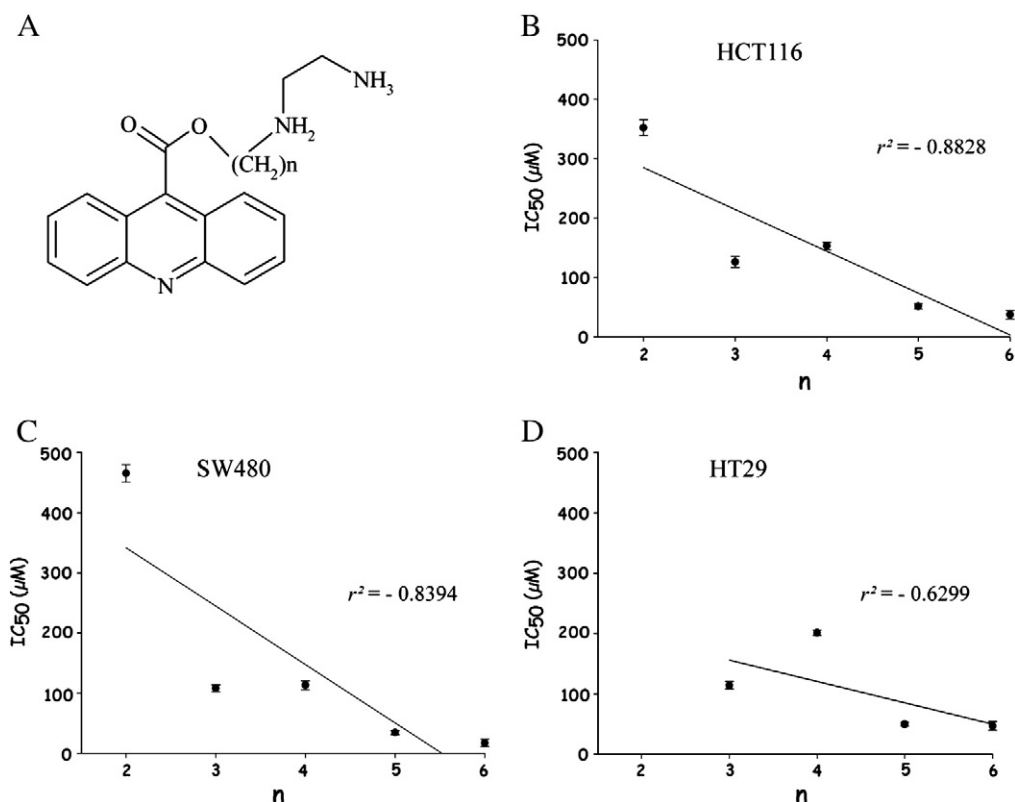 A
NH₃
NH₂
O
O
(CH₂)n
N
B
HCT116
r² = - 0.8828
IC₅₀ (µM)
500
400
300
200
100
0
2 3 4 5 6
n
C
SW480
r² = - 0.8394
IC₅₀ (µM)
500
400
300
200
100
0
2 3 4 5 6
n
D
HT29
r² = - 0.6299
IC₅₀ (µM)
500
400
300
200
100
0
2 3 4 5 6
n